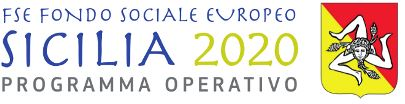 FSE FONDO SOCIALE EUROPEO
SICILIA 2020
PROGRAMMA OPERATIVO